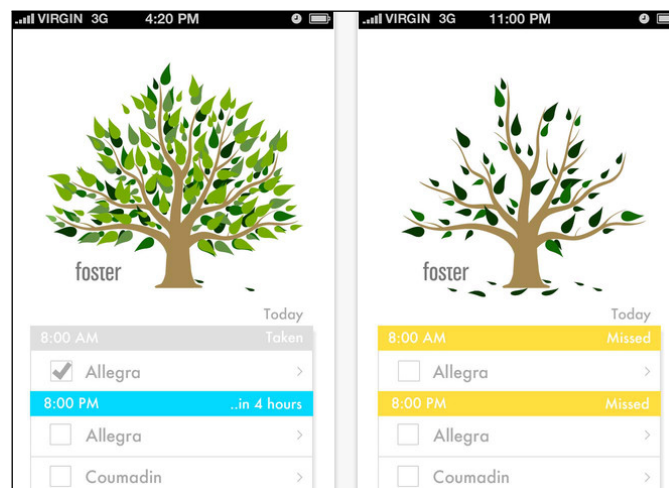 VIRGIN 3G 4:20 PM
foster
Today
8:00 AM Taken
Allegra
8:00 PM ..in 4 hours
Allegra
Coumadin
VIRGIN 3G 11:00 PM
foster
Today
8:00 AM Missed
Allegra
8:00 PM Missed
Allegra
Coumadin